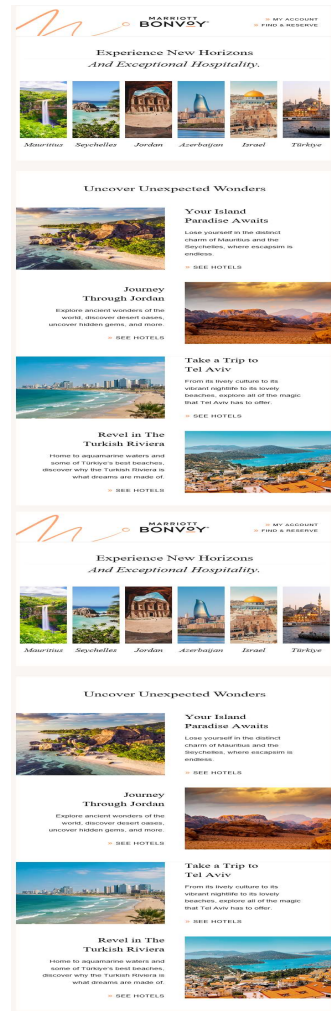 MARRIOTT
BONVOY
» MY ACCOUNT
» FIND & RESERVE
Experience New Horizons
And Exceptional Hospitality.
Mauritius Seychelles Jordan Azerbaijan Israel Türkiye
Uncover Unexpected Wonders
Your Island
Paradise Awaits
Lose yourself in the distinct
charm of Mauritius and the
Seychelles, where escapsim is
endless.
» SEE HOTELS
Journey
Through Jordan
Explore ancient wonders of the
world, discover desert oases,
uncover hidden gems, and more.
» SEE HOTELS
Take a Trip to
Tel Aviv
From its lively culture to its
vibrant nightlife to its lovely
beaches, explore all of the magic
that Tel Aviv has to offer.
» SEE HOTELS
Revel in The
Turkish Riviera
Home to aquamarine waters and
some of Türkiye's best beaches,
discover why the Turkish Riviera is
what dreams are made of.
» SEE HOTELS
MARRIOTT
BONVOY
» MY ACCOUNT
» FIND & RESERVE
Experience New Horizons
And Exceptional Hospitality.
Mauritius Seychelles Jordan Azerbaijan Israel Türkiye
Uncover Unexpected Wonders
Your Island
Paradise Awaits
Lose yourself in the distinct
charm of Mauritius and the
Seychelles, where escapsim is
endless.
» SEE HOTELS
Journey
Through Jordan
Explore ancient wonders of the
world, discover desert oases,
uncover hidden gems, and more.
» SEE HOTELS
Take a Trip to
Tel Aviv
From its lively culture to its
vibrant nightlife to its lovely
beaches, explore all of the magic
that Tel Aviv has to offer.
» SEE HOTELS
Revel in The
Turkish Riviera
Home to aquamarine waters and
some of Türkiye's best beaches,
discover why the Turkish Riviera is
what dreams are made of.
» SEE HOTELS